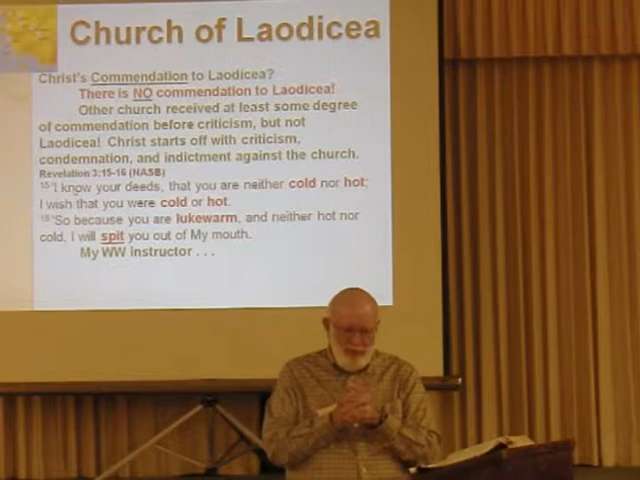 Church of Laodicea
Christ's Commendation to Laodicea?
There is NO commendation to Laodicea!
Other church received at least some degree
of commendation before criticism, but not
Laodicea! Christ starts off with criticism,
condemnation, and indictment against the church.
Revelation 3:15-16 (NASB)
15 'I know your deeds, that you are neither cold nor hot;
I wish that you were cold or hot.
16 'So because you are lukewarm, and neither hot nor
cold, I will spit you out of My mouth.
My WW instructor . . .